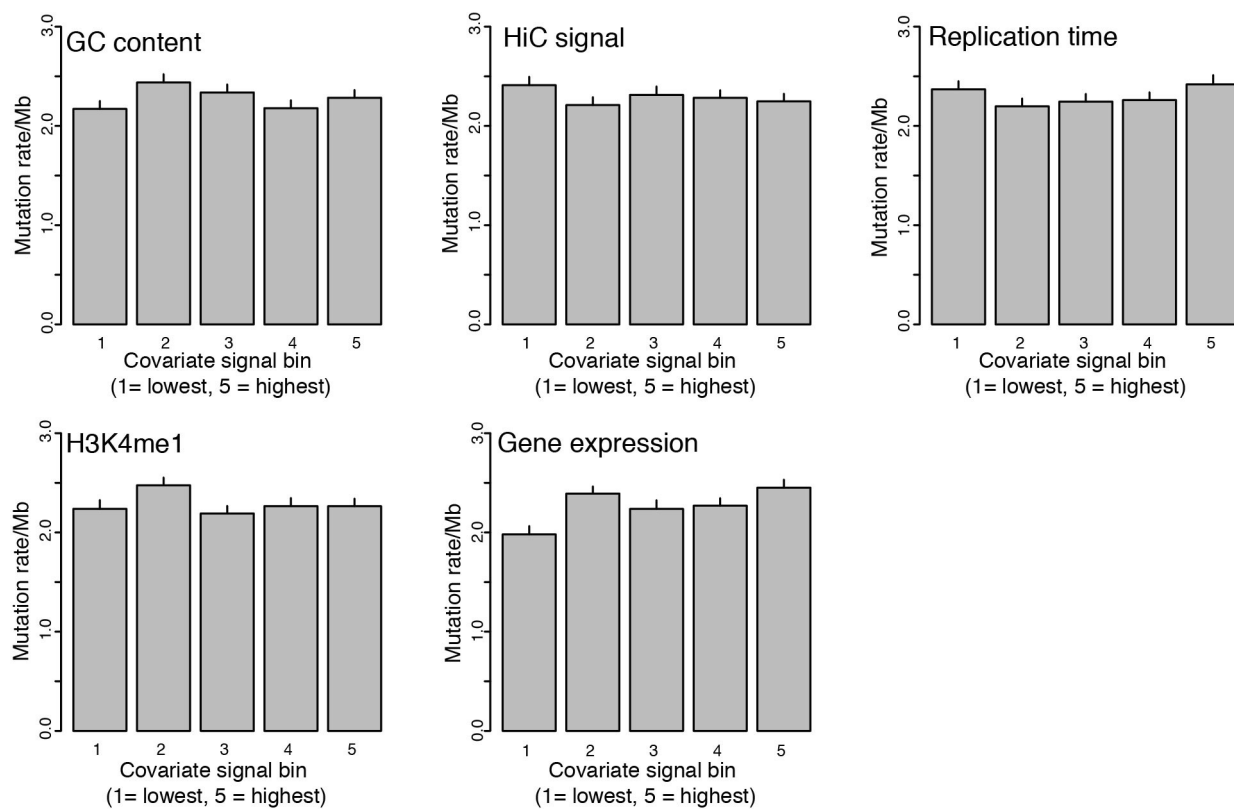 GC content
Mutation rate/Mb
0.0 1.0 2.0 3.0
1 2 3 4 5
Covariate signal bin
(1= lowest, 5 = highest)
HiC signal
Mutation rate/Mb
0.0 1.0 2.0 3.0
1 2 3 4 5
Covariate signal bin
(1= lowest, 5 = highest)
Replication time
Mutation rate/Mb
0.0 1.0 2.0 3.0
1 2 3 4 5
Covariate signal bin
(1= lowest, 5 = highest)
H3K4me1
Mutation rate/Mb
0.0 1.0 2.0 3.0
1 2 3 4 5
Covariate signal bin
(1= lowest, 5 = highest)
Gene expression
Mutation rate/Mb
0.0 1.0 2.0 3.0
1 2 3 4 5
Covariate signal bin
(1= lowest, 5 = highest)